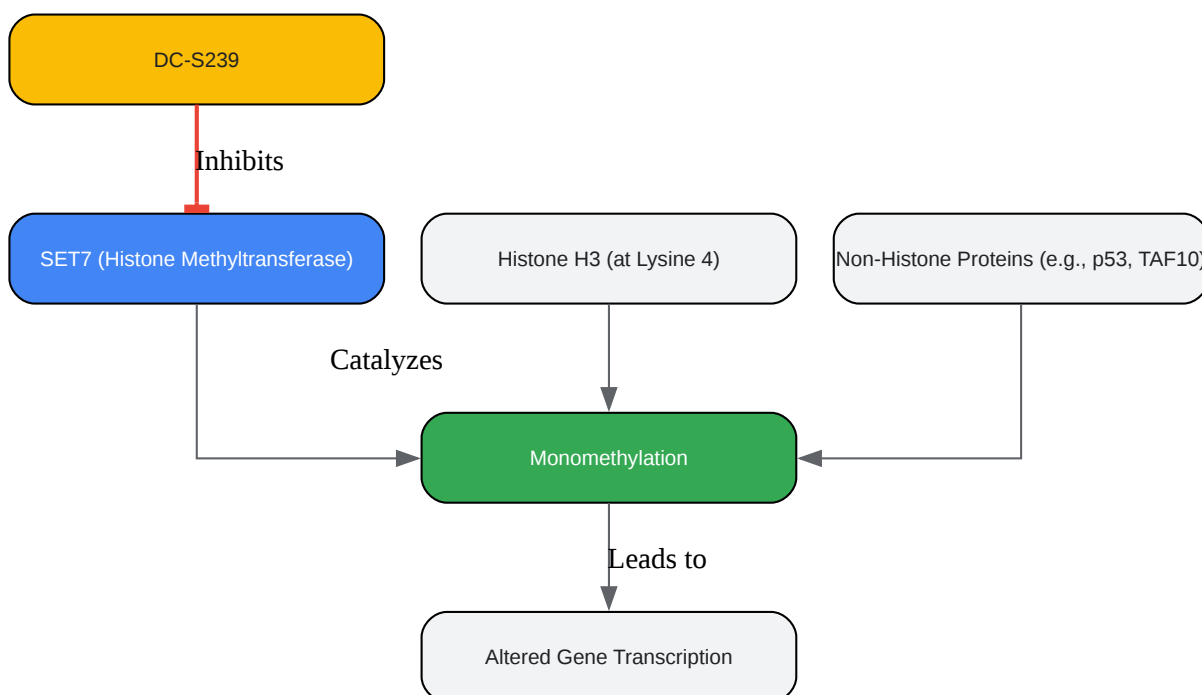 DC-S239
Inhibits
SET7 (Histone Methyltransferase)
Histone H3 (at Lysine 4)
Non-Histone Proteins (e.g., p53, TAF10)
Catalyzes
Monomethylation
Leads to
Altered Gene Transcription